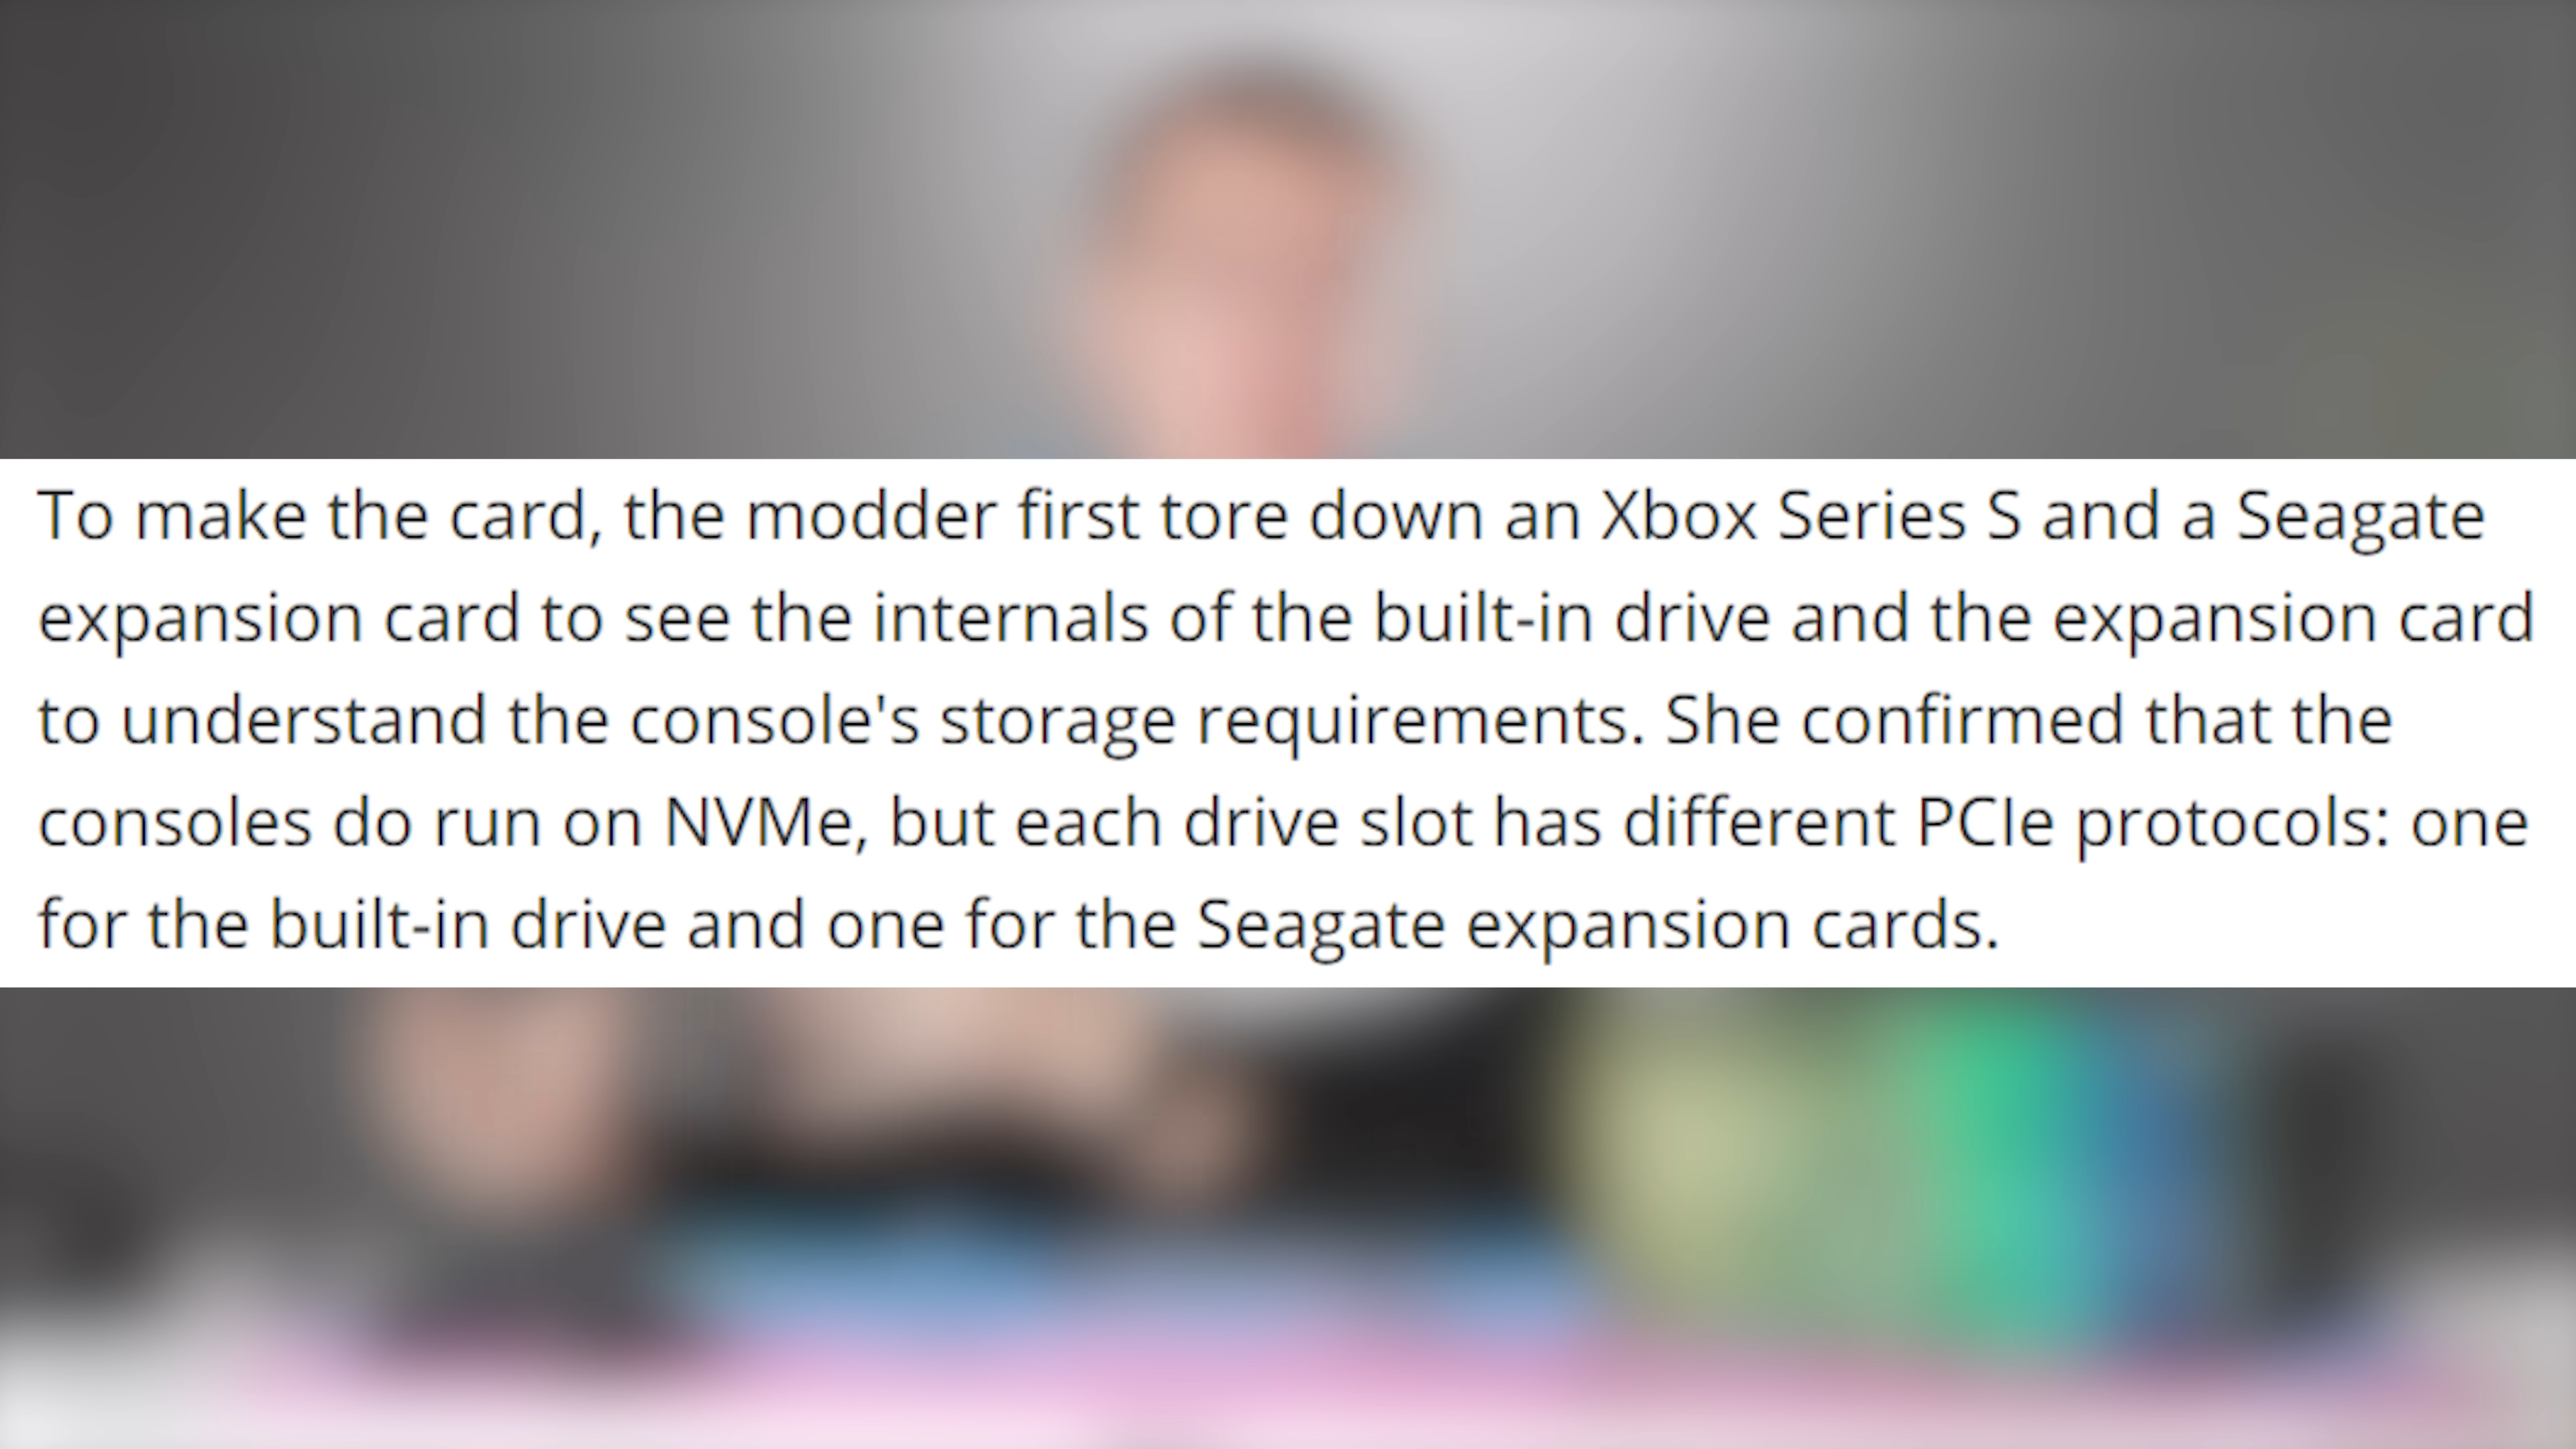 To make the card, the modder first tore down an Xbox Series S and a Seagate
expansion card to see the internals of the built-in drive and the expansion card
to understand the console's storage requirements. She confirmed that the
consoles do run on NVMe, but each drive slot has different PCIe protocols: one
for the built-in drive and one for the Seagate expansion cards.